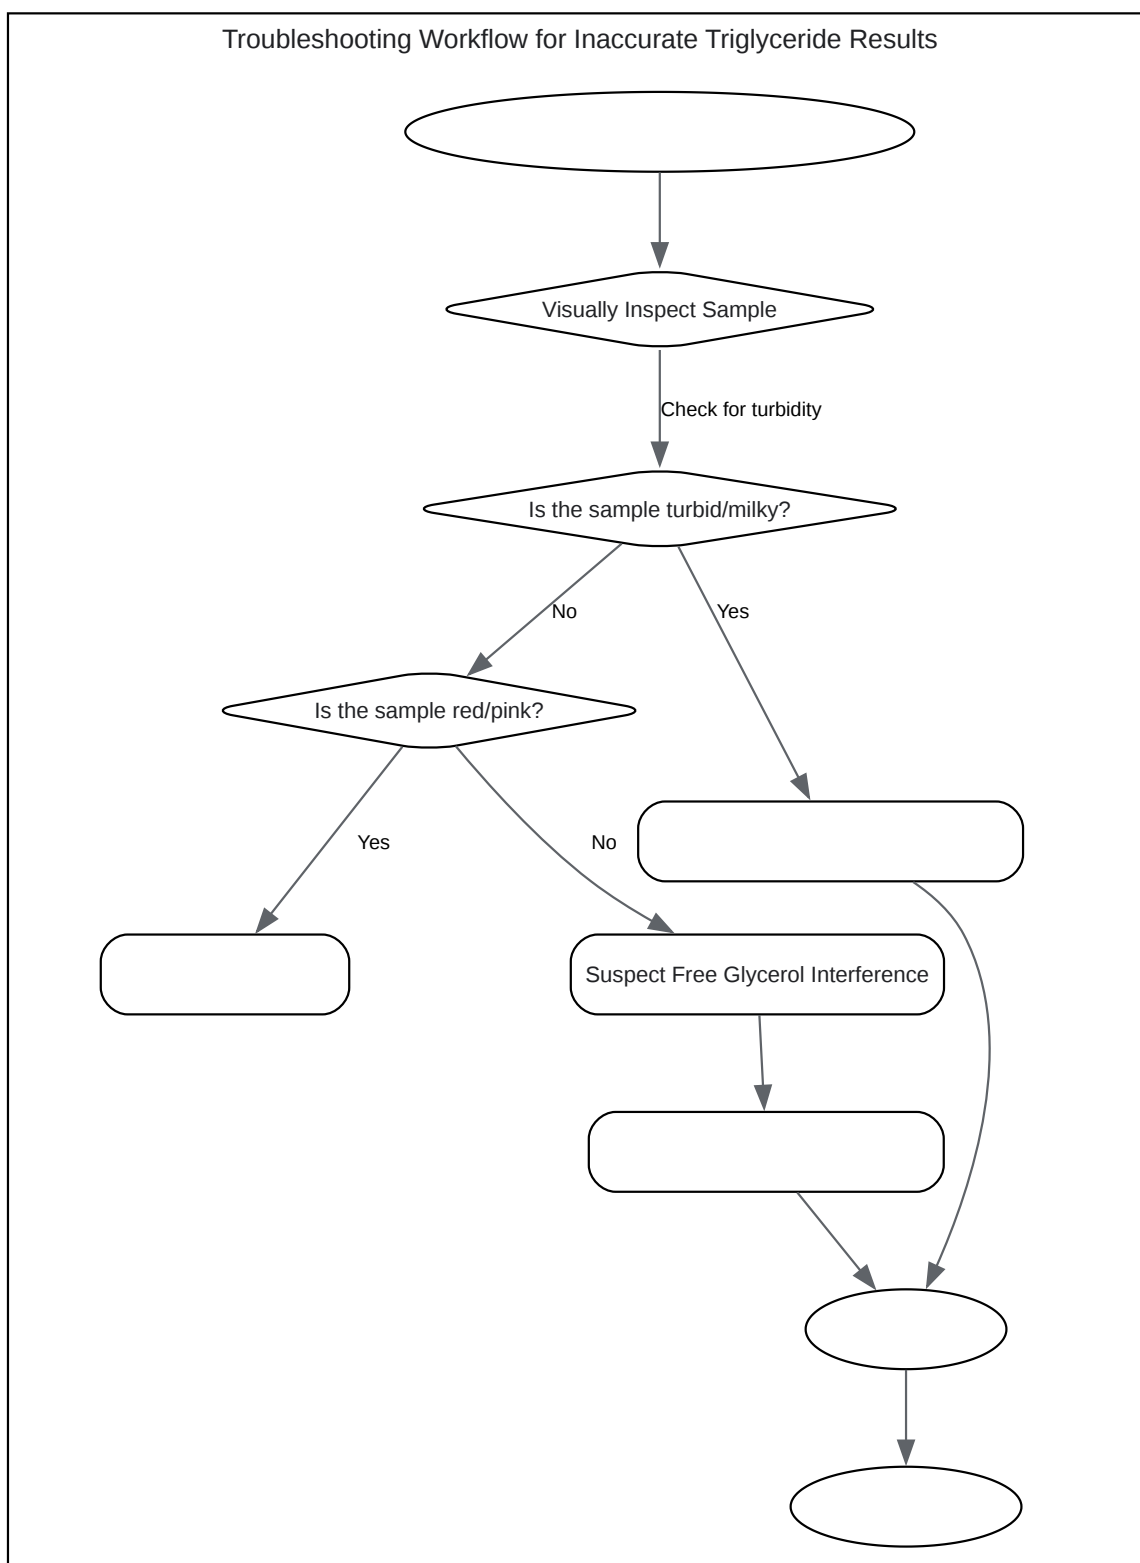 Troubleshooting Workflow for Inaccurate Triglyceride Results
Visually Inspect Sample
Check for turbidity
Is the sample turbid/milky?
No
Yes
Is the sample red/pink?
Yes
No
Suspect Free Glycerol Interference